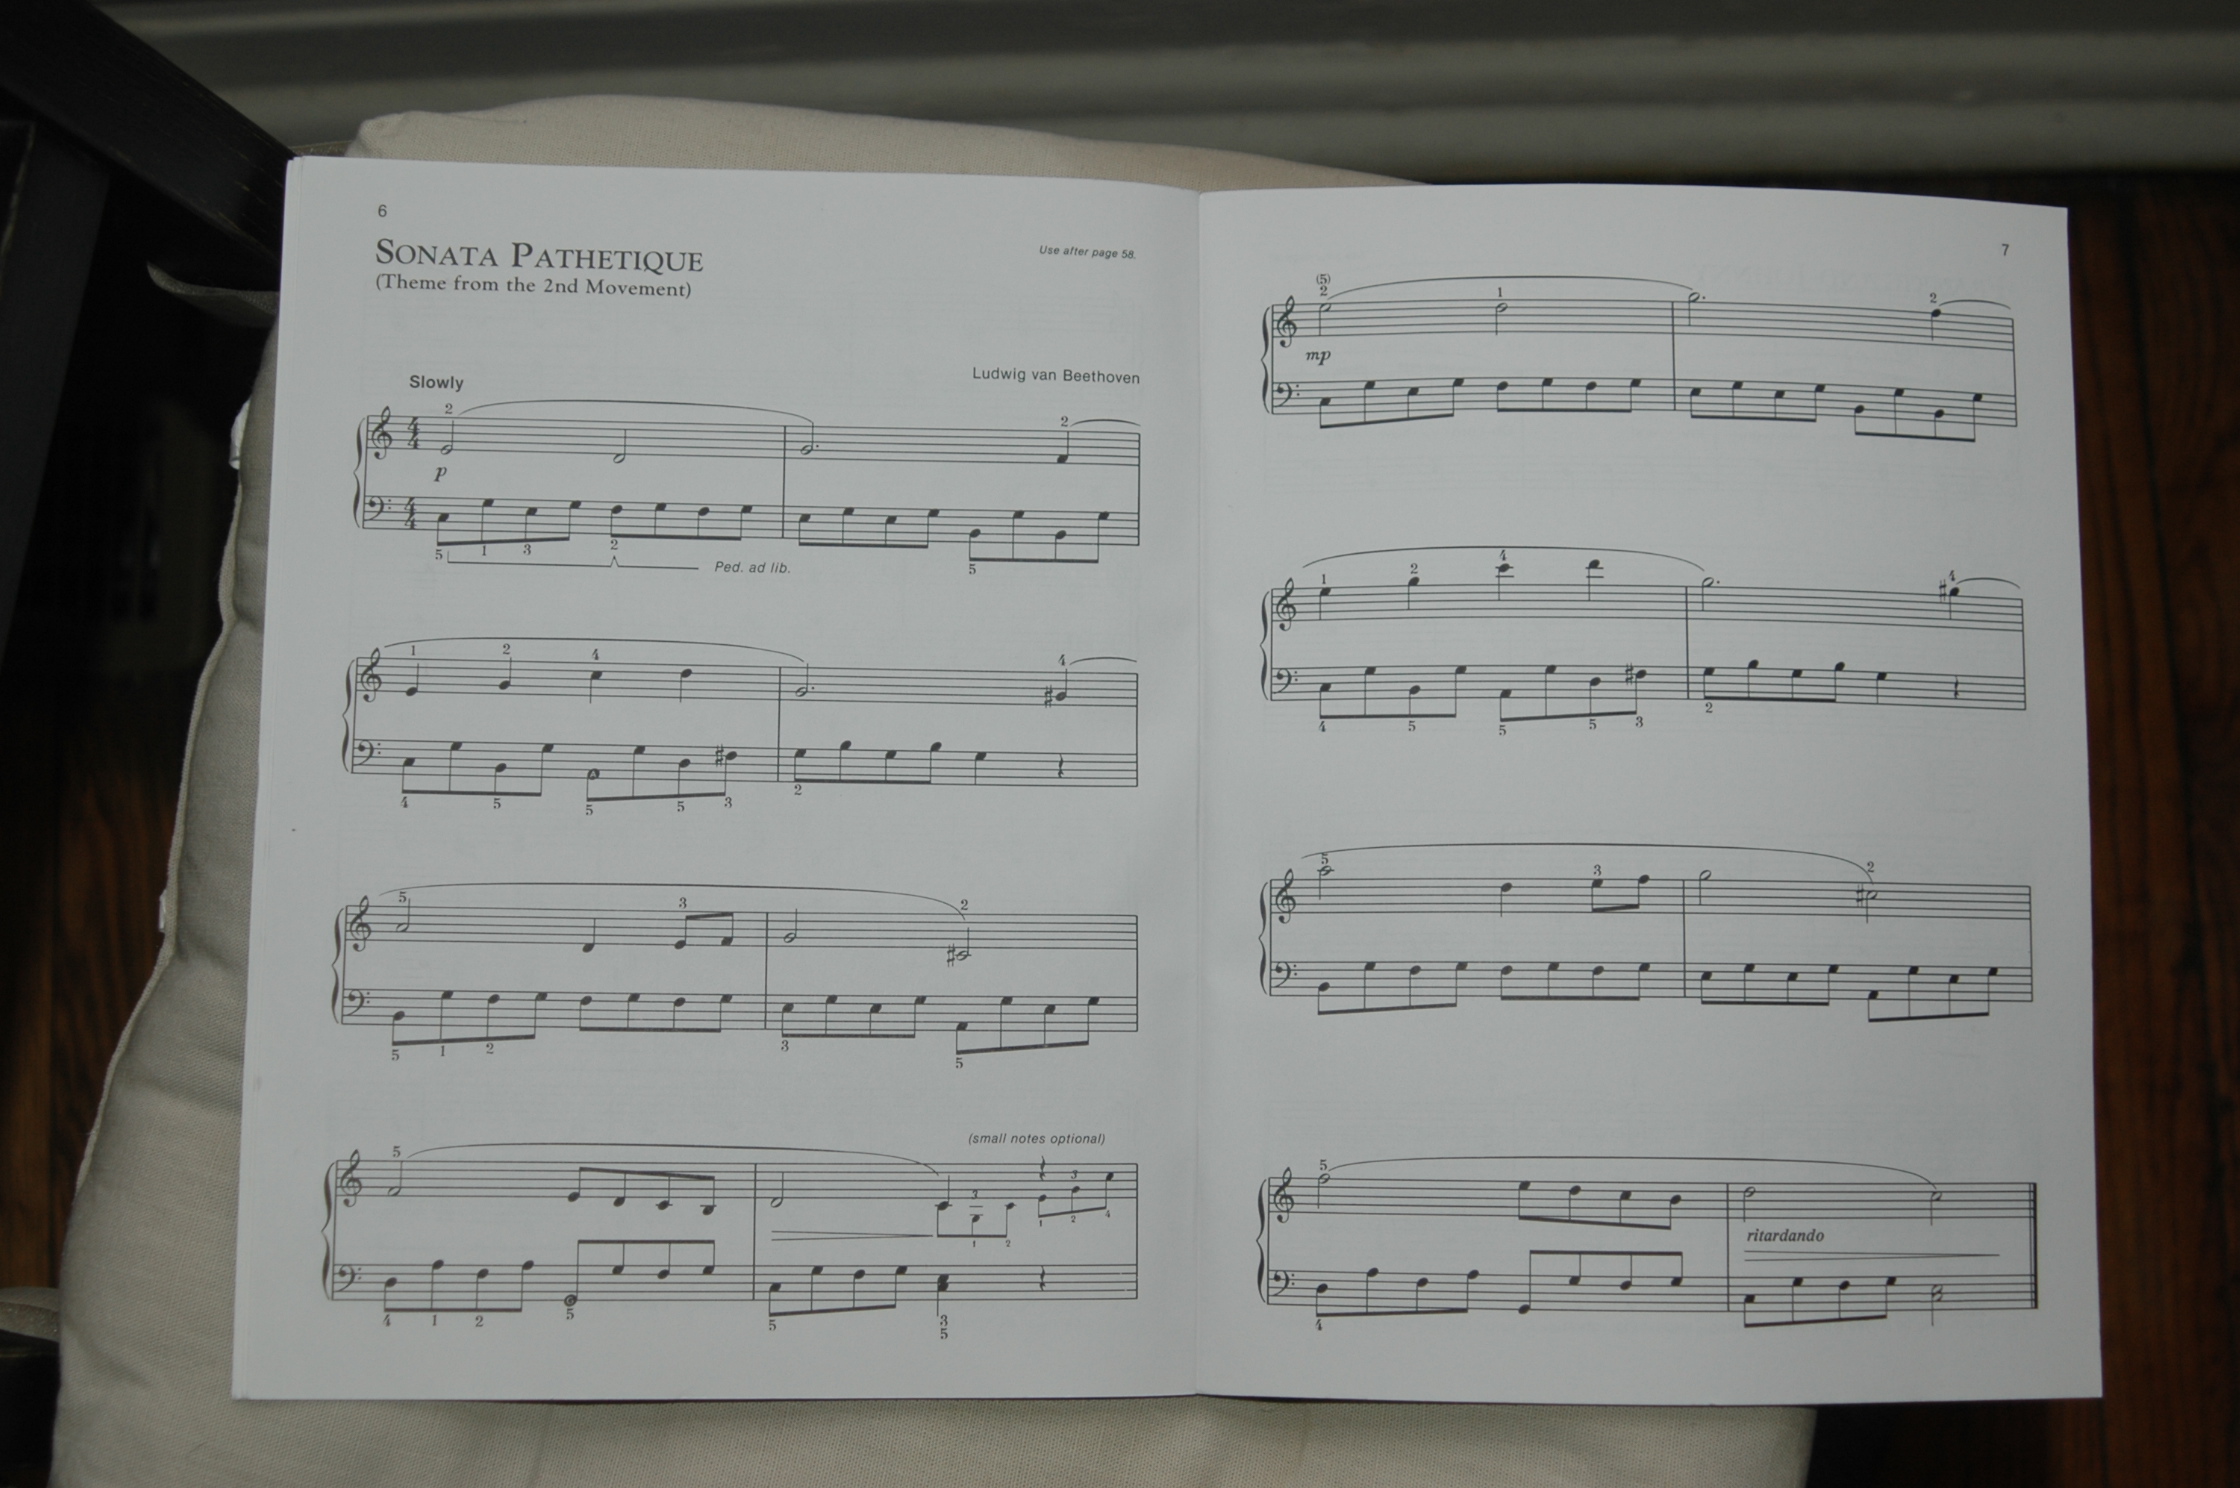 6
SONATA PATHETIQUE
Use after page 58.
(Theme from the 2nd Movement)
Slowly
Ludwig van Beethoven
2
2
4
4
p
4
4
5 1 3 2
Ped. ad lib.
5
1 2 4
4
4 5 5 5 3
2
5 3
2
5 1 2
3 5
(small notes optional)
5
3 3
1 2 1 2 4
4 1 2 5
5 3
5
7
(5)
2 1
2
mp
1 2 4
4
4 5 5 5 3
2
5 3
2
5
ritardando
4